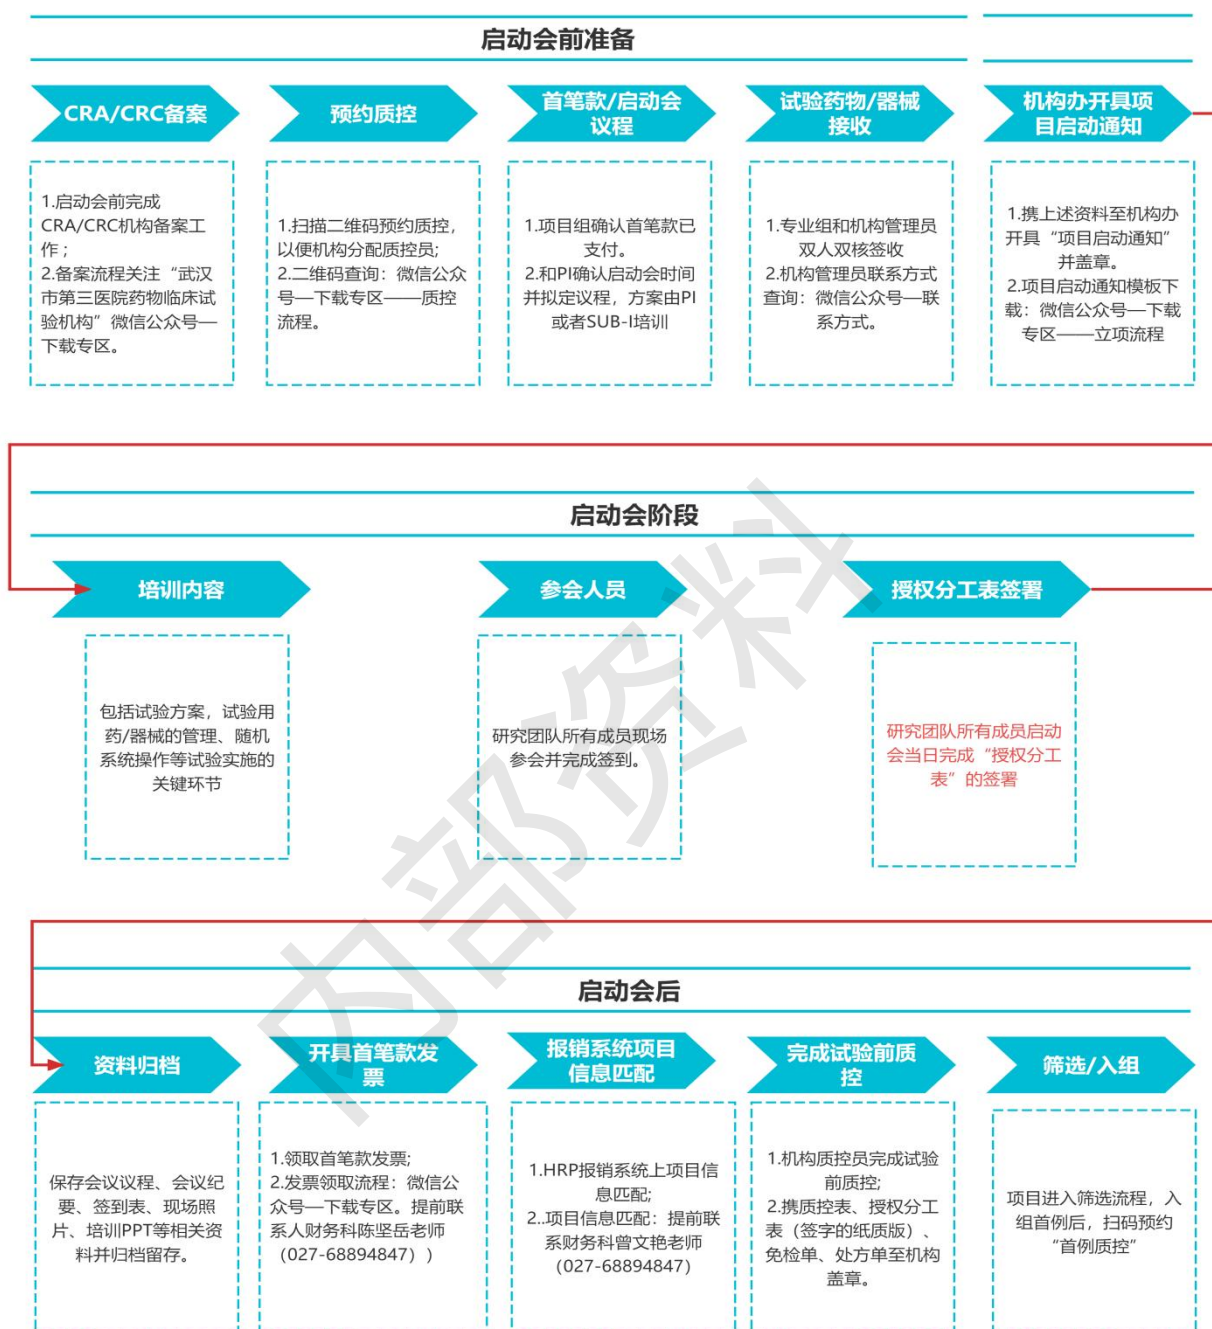 启动会前准备
CRA/CRC备案
1.启动会前完成
CRA/CRC机构备案工
作；
2.备案流程关注“武汉
市第三医院药物临床试
验机构”微信公众号—
下载专区。
预约质控
1.扫描二维码预约质控，
以便机构分配质控员;
2.二维码查询：微信公众
号—下载专区——质控
流程。
首笔款/启动会
议程
1.项目组确认首笔款已
支付。
2.和PI确认启动会时间
并拟定议程，方案由PI
或者SUB-I培训
试验药物/器械
接收
1.专业组和机构管理员
双人双核签收
2.机构管理员联系方式
查询：微信公众号—联
系方式。
机构办开具项
目启动通知
1.携上述资料至机构办
开具“项目启动通知”
并盖章。
2.项目启动通知模板下
载：微信公众号—下载
专区——立项流程
启动会阶段
培训内容
包括试验方案，试验用
药/器械的管理、随机
系统操作等试验实施的
关键环节
参会人员
研究团队所有成员现场
参会并完成签到。
授权分工表签署
研究团队所有成员启动
会当日完成“授权分工
表”的签署
启动会后
资料归档
保存会议议程、会议纪
要、签到表、现场照
片、培训PPT等相关资
料并归档留存。
开具首笔款发
票
1.领取首笔款发票;
2.发票领取流程：微信公
众号—下载专区。提前联
系人财务科陈坚岳老师
（027-68894847））
报销系统项目
信息匹配
1.HRP报销系统上项目信
息匹配;
2..项目信息匹配：提前联
系财务科曾文艳老师
（027-68894847）
完成试验前质
控
1.机构质控员完成试验
前质控;
2.携质控表、授权分工
表（签字的纸质版）、
免检单、处方单至机构
盖章。
筛选/入组
项目进入筛选流程，入
组首例后，扫码预约
“首例质控”
内部资料